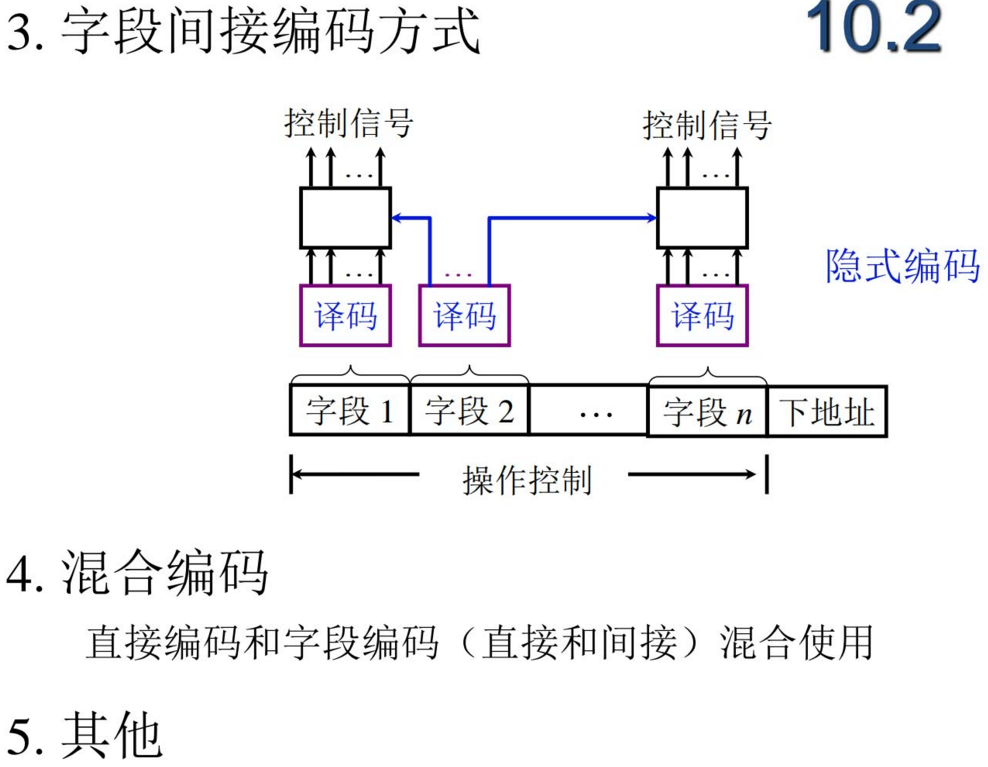 3. 字段间接编码方式
10.2
控制信号 控制信号
… …
… … …
隐式编码
译码 译码 译码
字段 1 字段 2 … 字段 n 下地址
操作控制
4. 混合编码
直接编码和字段编码（直接和间接）混合使用
5. 其他